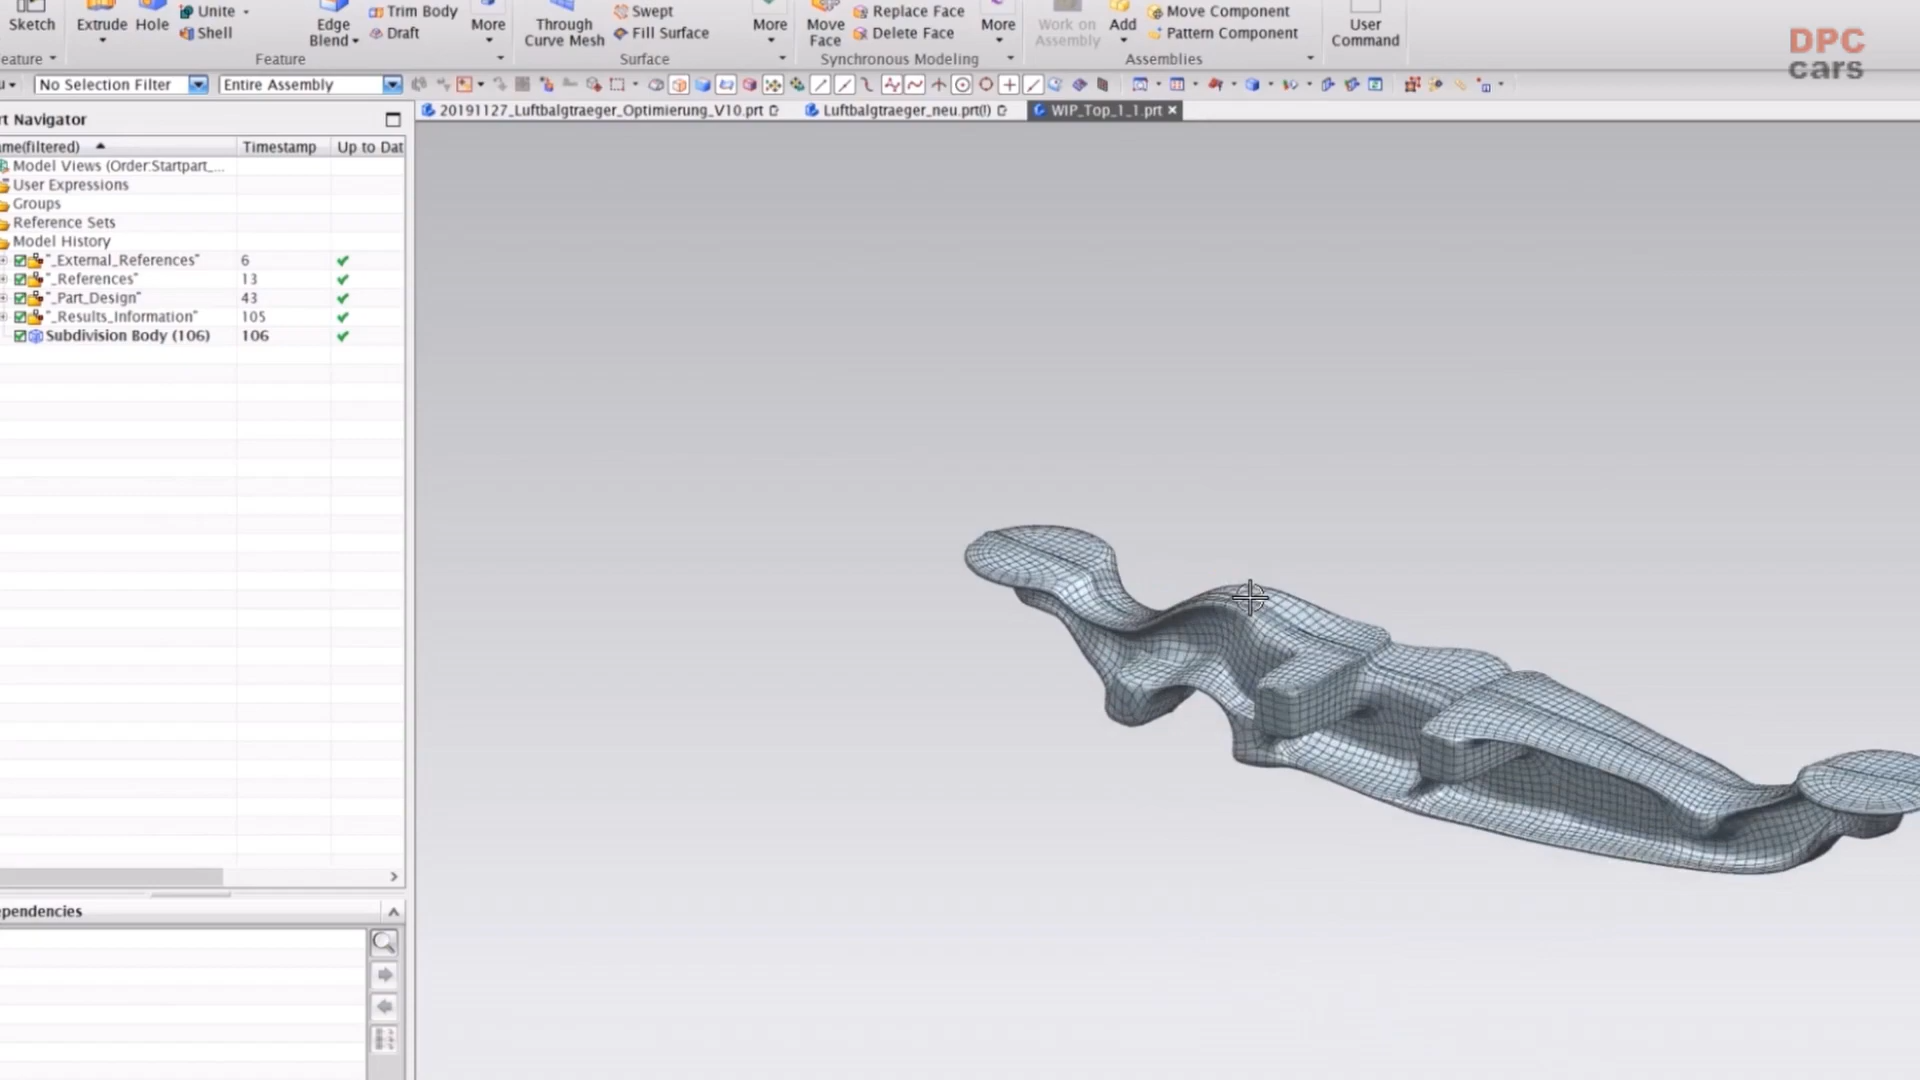 DPC
cars
Sketch
Extrude
Hole
Unite
Shell
Edge
Blend
Trim Body
Draft
More
Feature
Through
Curve Mesh
Swept
Fill Surface
More
Surface
Move
Face
Replace Face
Delete Face
More
Synchronous Modeling
Work on
Assembly
Add
Move Component
Pattern Component
Assemblies
User
Command
eature
u
No Selection Filter
Entire Assembly
20191127_Luftbalgtraeger_Optimierung_V10.prt
Luftbalgtraeger_neu.prt(!)
WIP_Top_1_1.prt
rt Navigator
me(filtered) Timestamp Up to Dat
Model Views (Order:Startpart_...
User Expressions
Groups
Reference Sets
Model History
"_External_References" 6
"_References" 13
"_Part_Design" 43
"_Results_Information" 105
Subdivision Body (106) 106
ependencies